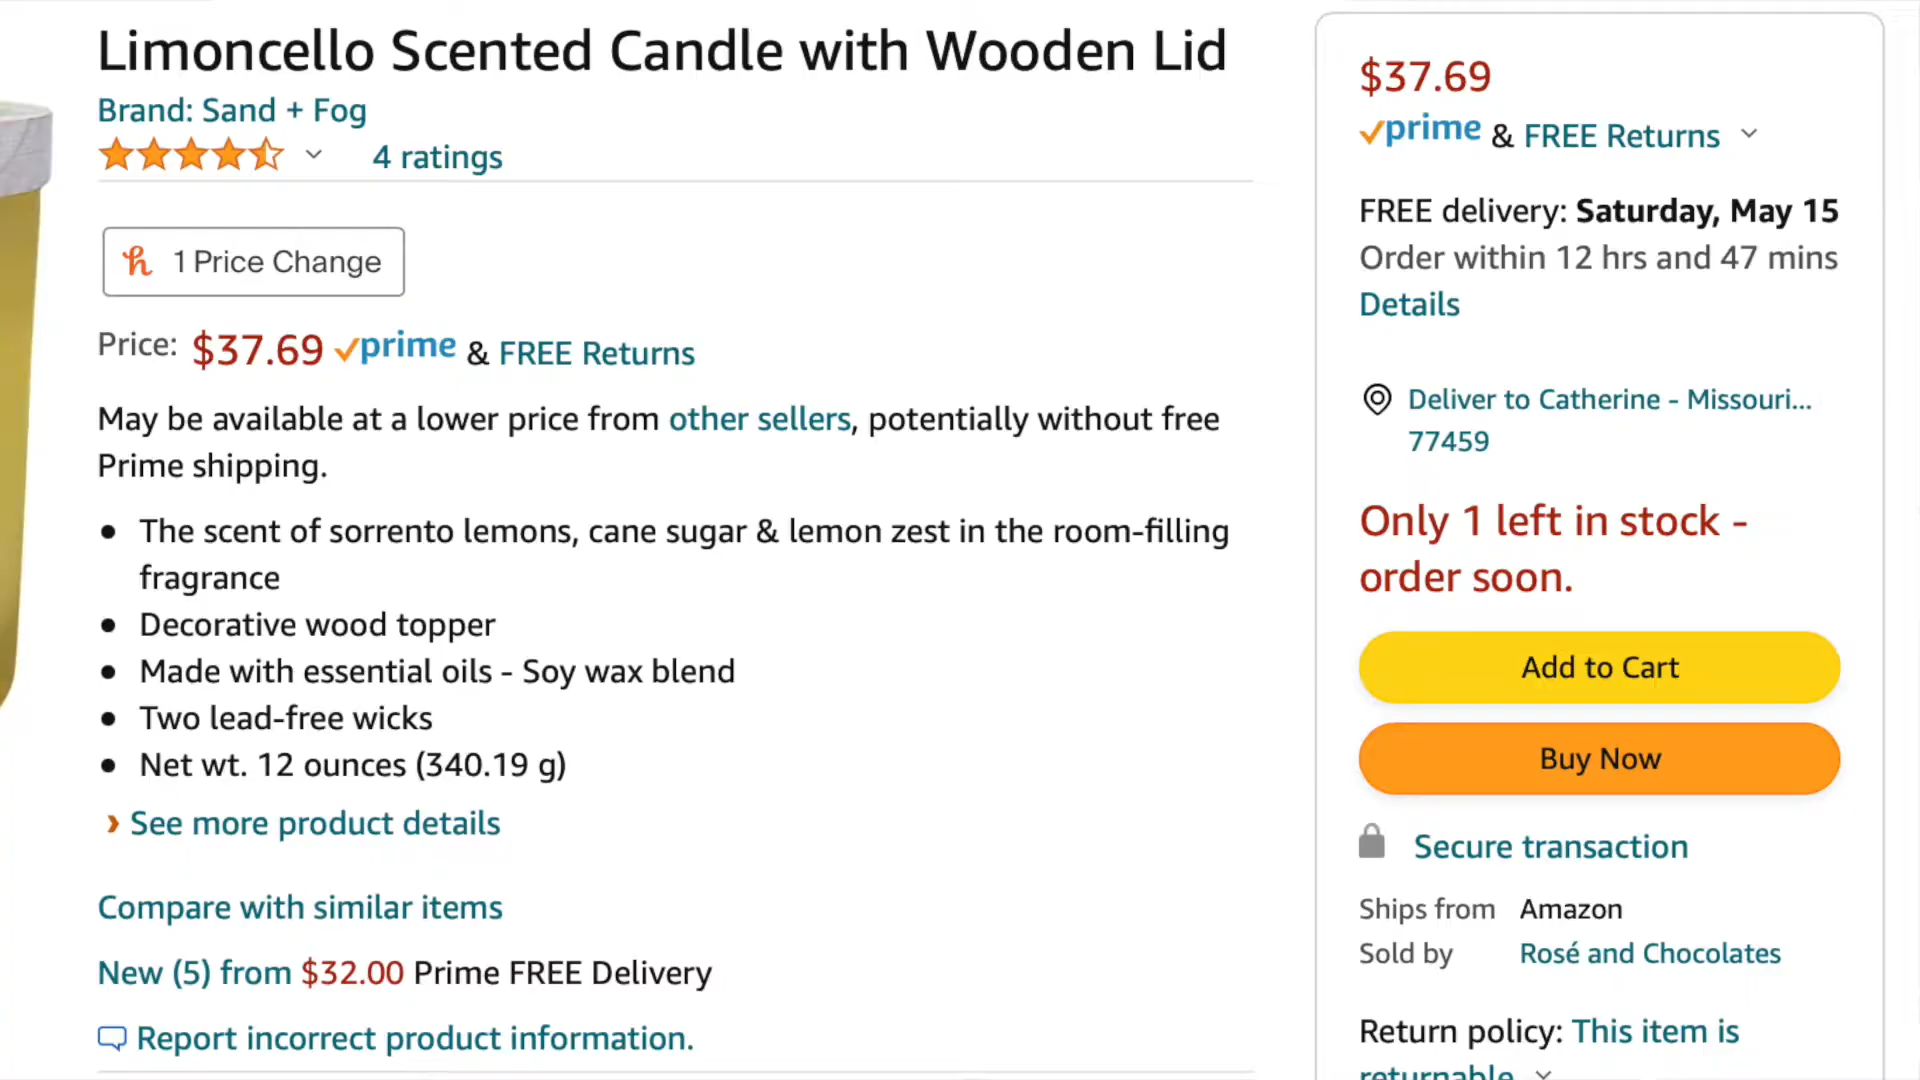 Limoncello Scented Candle with Wooden Lid
Brand: Sand + Fog
4 ratings
1 Price Change
Price: $37.69 prime & FREE Returns
May be available at a lower price from other sellers, potentially without free
Prime shipping.
• The scent of sorrento lemons, cane sugar & lemon zest in the room-filling
fragrance
• Decorative wood topper
• Made with essential oils - Soy wax blend
• Two lead-free wicks
• Net wt. 12 ounces (340.19 g)
› See more product details
Compare with similar items
New (5) from $32.00 Prime FREE Delivery
Report incorrect product information.
$37.69
prime & FREE Returns
FREE delivery: Saturday, May 15
Order within 12 hrs and 47 mins
Details
Deliver to Catherine - Missouri...
77459
Only 1 left in stock -
order soon.
Add to Cart
Buy Now
Secure transaction
Ships from Amazon
Sold by Rosé and Chocolates
Return policy: This item is
returnable